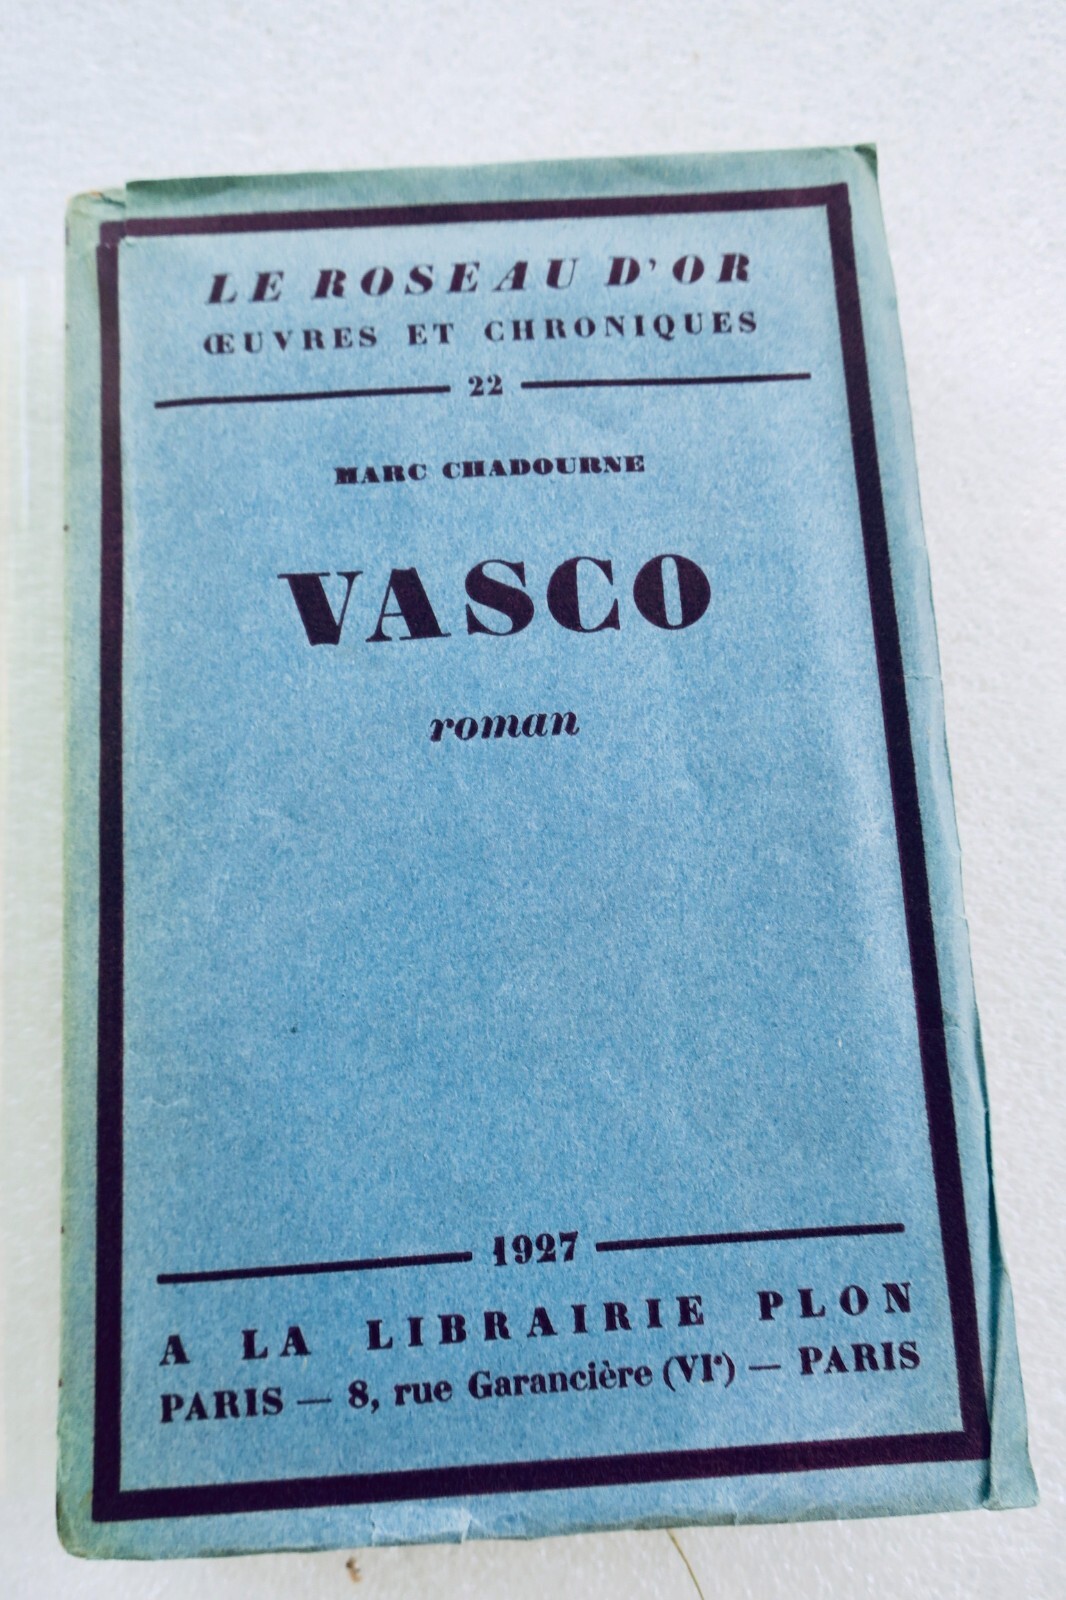 LE ROSEAU D'OR
ŒUVRES ET CHRONIQUES
22
MARC CHADOURNE
VASCO
roman
1927
A LA LIBRAIRIE PLON
PARIS — 8, rue Garancière (VIᵉ) — PARIS